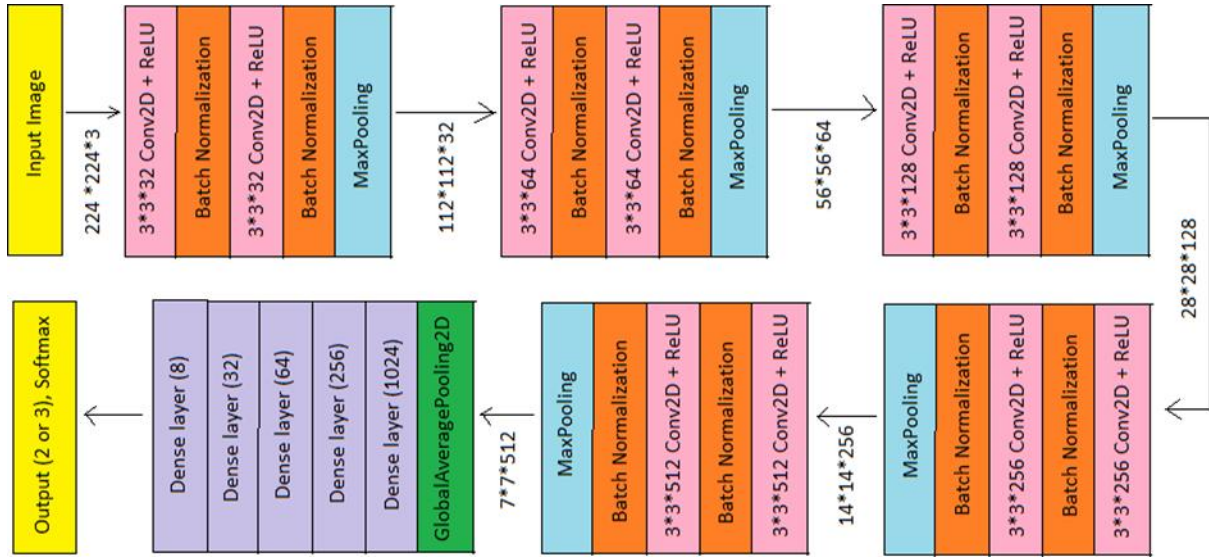 Input Image
224 *224*3
3*3*32 Conv2D + ReLU
Batch Normalization
3*3*32 Conv2D + ReLU
Batch Normalization
MaxPooling
112*112*32
3*3*64 Conv2D + ReLU
Batch Normalization
3*3*64 Conv2D + ReLU
Batch Normalization
MaxPooling
56*56*64
3*3*128 Conv2D + ReLU
Batch Normalization
3*3*128 Conv2D + ReLU
Batch Normalization
MaxPooling
28*28*128
3*3*256 Conv2D + ReLU
Batch Normalization
3*3*256 Conv2D + ReLU
Batch Normalization
MaxPooling
14*14*256
3*3*512 Conv2D + ReLU
Batch Normalization
3*3*512 Conv2D + ReLU
Batch Normalization
MaxPooling
7*7*512
GlobalAveragePooling2D
Dense layer (1024)
Dense layer (256)
Dense layer (64)
Dense layer (32)
Dense layer (8)
Output (2 or 3), Softmax